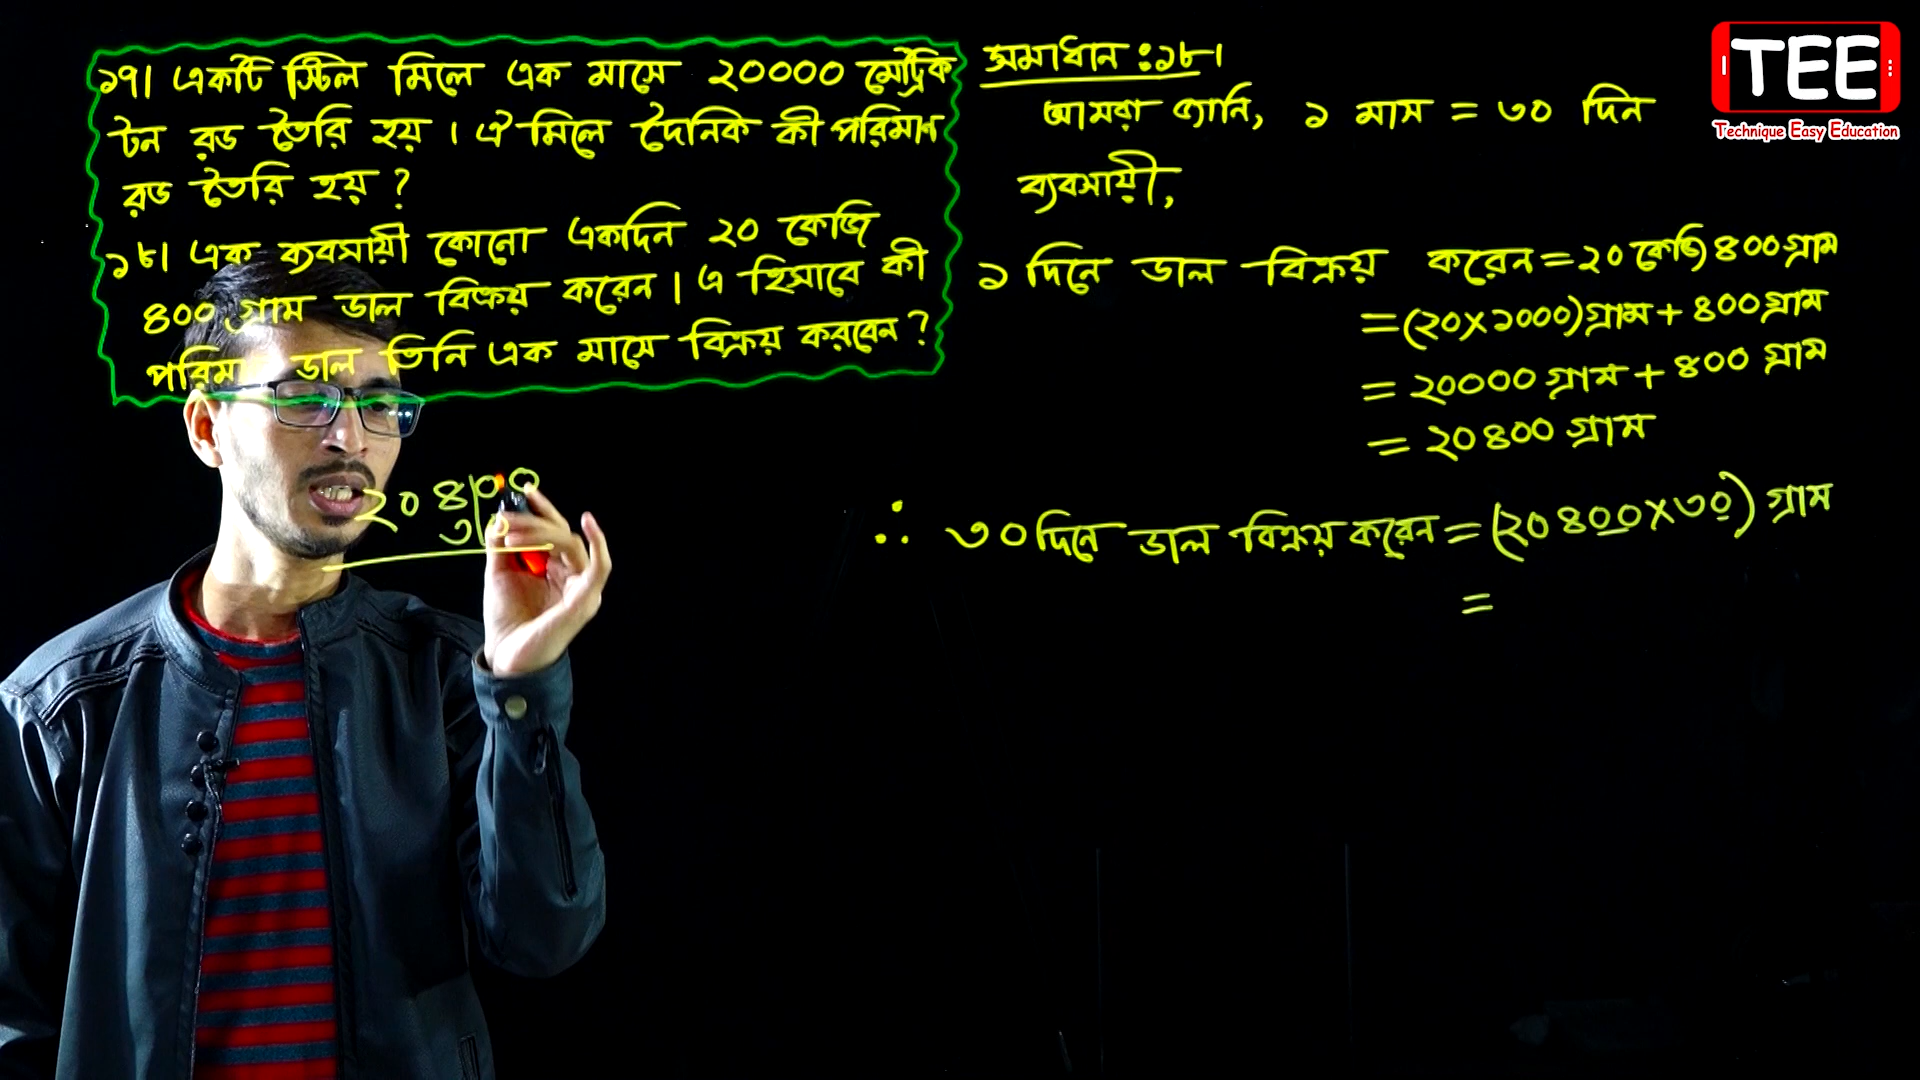 ১৭। একটি স্টিল মিলে এক মাসে ২০০০০ মেট্রিক
টন রড তৈরি হয়। ঐ মিলে দৈনিক কী পরিমাণ
রড তৈরি হয়?
১৮। এক ব্যবসায়ী কোনো একদিন ২০ কেজি
৪০০ গ্রাম ডাল বিক্রয় করেন। এ হিসাবে কী
পরিমাণ ডাল তিনি এক মাসে বিক্রয় করবেন?
২০৪০০
৩০
সমাধান:১৮।
আমরা জানি, ১ মাস = ৩০ দিন
ব্যবসায়ী,
১ দিনে ডাল বিক্রয় করেন = ২০ কেজি ৪০০ গ্রাম
= (২০×১০০০) গ্রাম + ৪০০ গ্রাম
= ২০০০০ গ্রাম + ৪০০ গ্রাম
= ২০৪০০ গ্রাম
∴ ৩০ দিনে ডাল বিক্রয় করেন = (২০৪০০×৩০) গ্রাম
=
TEE
Technique Easy Education